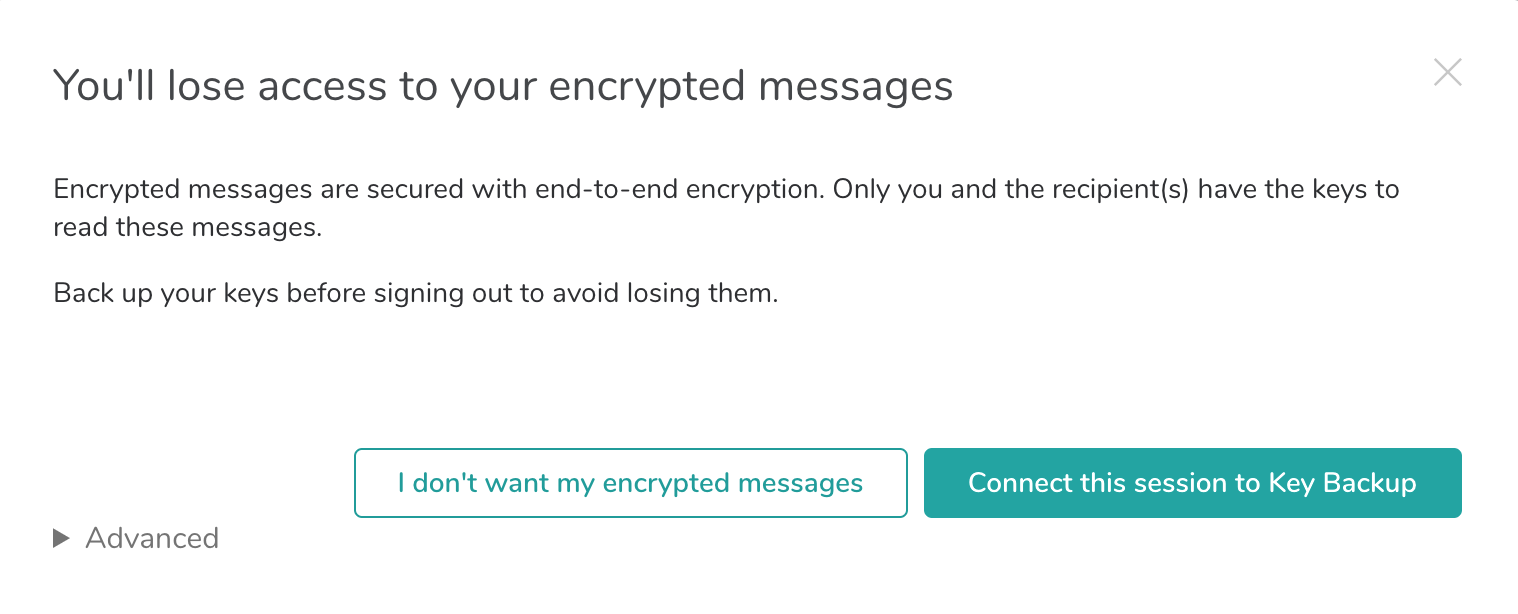 You'll lose access to your encrypted messages
Encrypted messages are secured with end-to-end encryption. Only you and the recipient(s) have the keys to
read these messages.
Back up your keys before signing out to avoid losing them.
I don't want my encrypted messages
Connect this session to Key Backup
Advanced